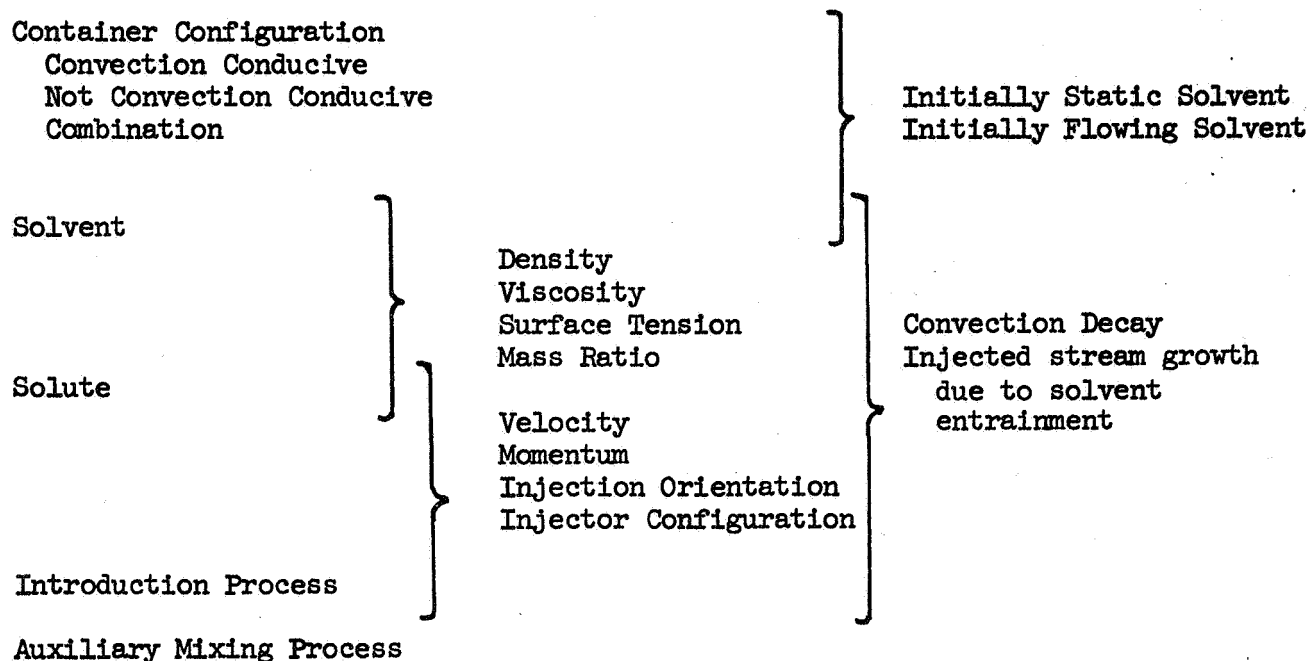 Container Configuration
Convection Conducive
Not Convection Conducive
Combination
Initially Static Solvent
Initially Flowing Solvent
Solvent
Density
Viscosity
Surface Tension
Mass Ratio
Convection Decay
Injected stream growth
due to solvent
entrainment
Solute
Velocity
Momentum
Injection Orientation
Injector Configuration
Introduction Process
Auxiliary Mixing Process